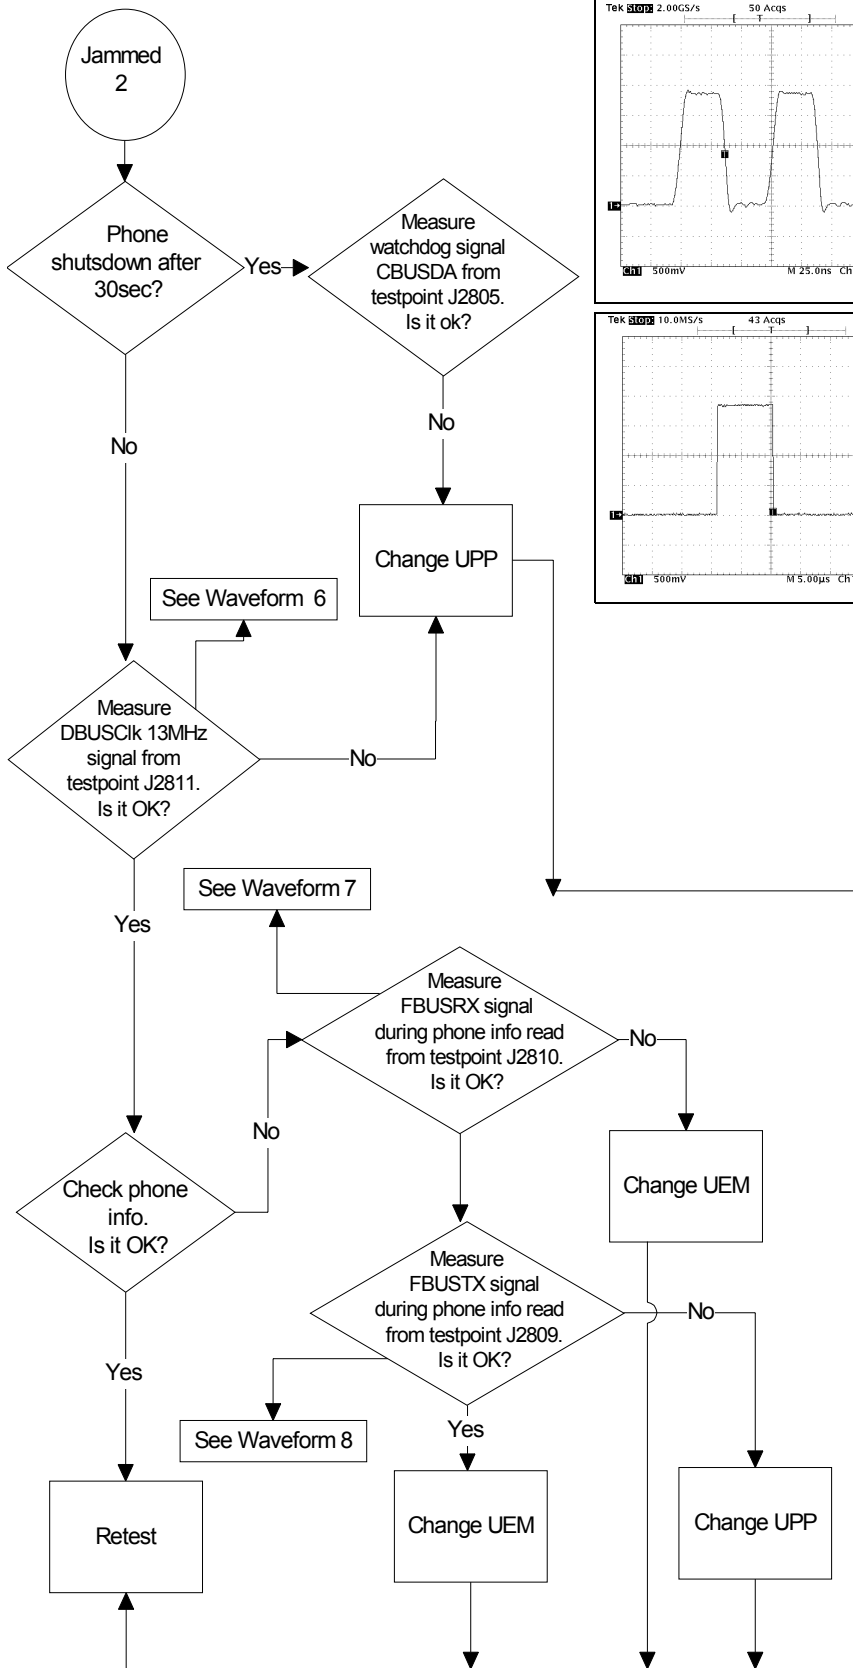 Jammed
2
Tek Stop: 2.00GS/s 50 Acqs
[ T ]
1→
Ch1 500mV M 25.0ns Ch
Phone
shutsdown after
30sec?
Yes
Measure
watchdog signal
CBUSDA from
testpoint J2805.
Is it ok?
Tek Stop: 10.0MS/s 43 Acqs
[ T ]
1→
Ch1 500mV M 5.00µs Ch
No
No
Change UPP
See Waveform 6
Measure
DBUSClk 13MHz
signal from
testpoint J2811.
Is it OK?
No
See Waveform 7
Yes
Measure
FBUSRX signal
during phone info read
from testpoint J2810.
Is it OK?
No
No
Check phone
info.
Is it OK?
Change UEM
Measure
FBUSTX signal
during phone info read
from testpoint J2809.
Is it OK?
No
Yes
See Waveform 8
Yes
Retest
Change UEM
Change UPP